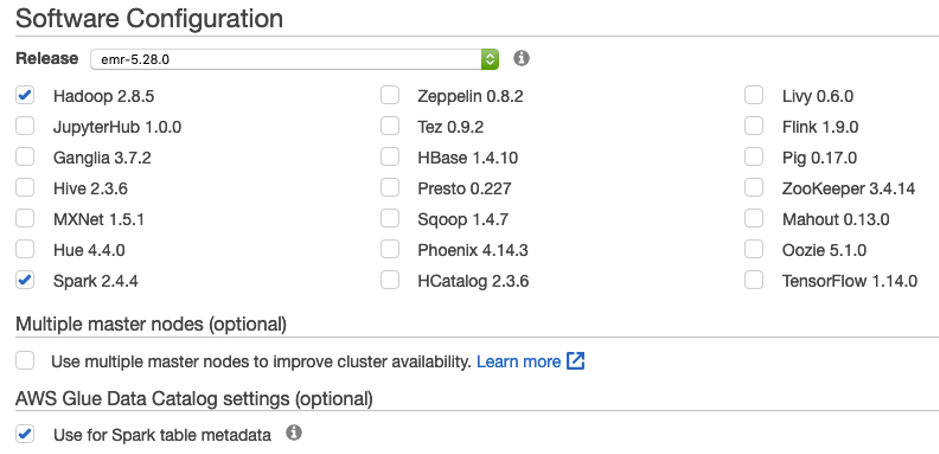 Software Configuration
Release emr-5.28.0
Hadoop 2.8.5 Zeppelin 0.8.2 Livy 0.6.0
JupyterHub 1.0.0 Tez 0.9.2 Flink 1.9.0
Ganglia 3.7.2 HBase 1.4.10 Pig 0.17.0
Hive 2.3.6 Presto 0.227 ZooKeeper 3.4.14
MXNet 1.5.1 Sqoop 1.4.7 Mahout 0.13.0
Hue 4.4.0 Phoenix 4.14.3 Oozie 5.1.0
Spark 2.4.4 HCatalog 2.3.6 TensorFlow 1.14.0
Multiple master nodes (optional)
Use multiple master nodes to improve cluster availability. Learn more
AWS Glue Data Catalog settings (optional)
Use for Spark table metadata